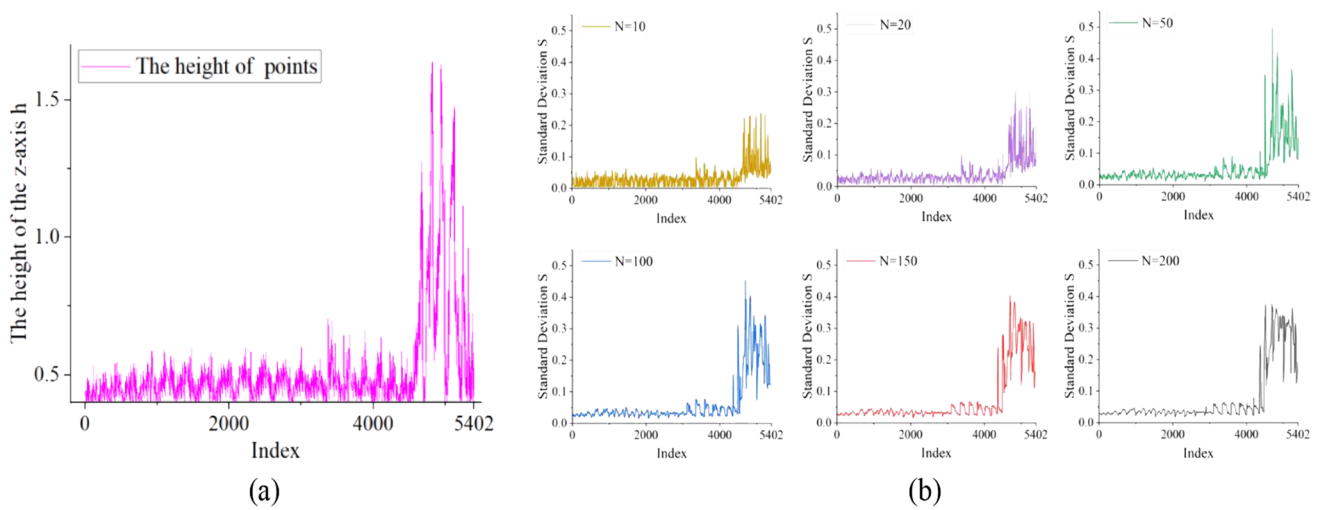 The height of points
The height of the z-axis h
1.5
1.0
0.5
0
2000
4000
5402
Index
(a)
N=10
Standard Deviation S
0.5
0.4
0.3
0.2
0.1
0.0
0
2000
4000
5402
Index
N=20
Standard Deviation S
0.5
0.4
0.3
0.2
0.1
0.0
0
2000
4000
5402
Index
N=50
Standard Deviation S
0.5
0.4
0.3
0.2
0.1
0.0
0
2000
4000
5402
Index
N=100
Standard Deviation S
0.5
0.4
0.3
0.2
0.1
0.0
0
2000
4000
5402
Index
N=150
Standard Deviation S
0.5
0.4
0.3
0.2
0.1
0.0
0
2000
4000
5402
Index
N=200
Standard Deviation S
0.5
0.4
0.3
0.2
0.1
0.0
0
2000
4000
5402
Index
(b)